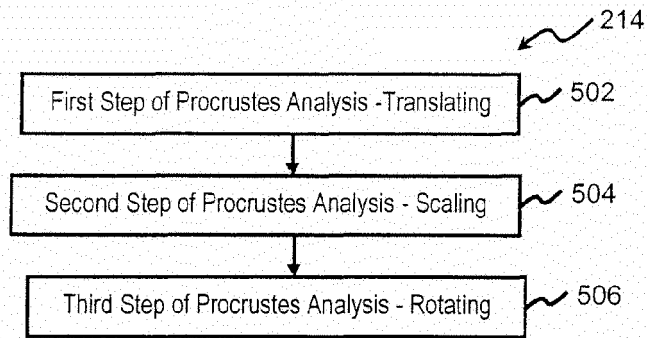 214
First Step of Procrustes Analysis -Translating
502
Second Step of Procrustes Analysis - Scaling
504
Third Step of Procrustes Analysis - Rotating
506